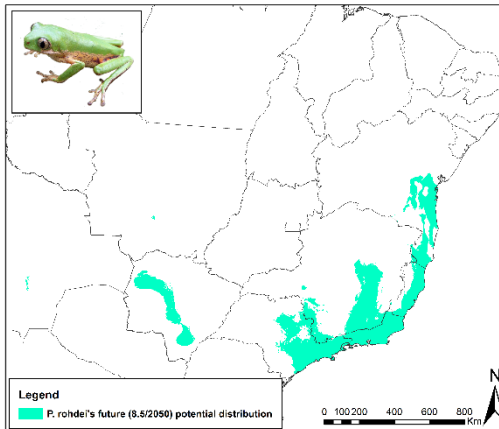 Legend
P. rohdei's future (8.5/2050) potential distribution
N
0 100 200 400 600 800
Km